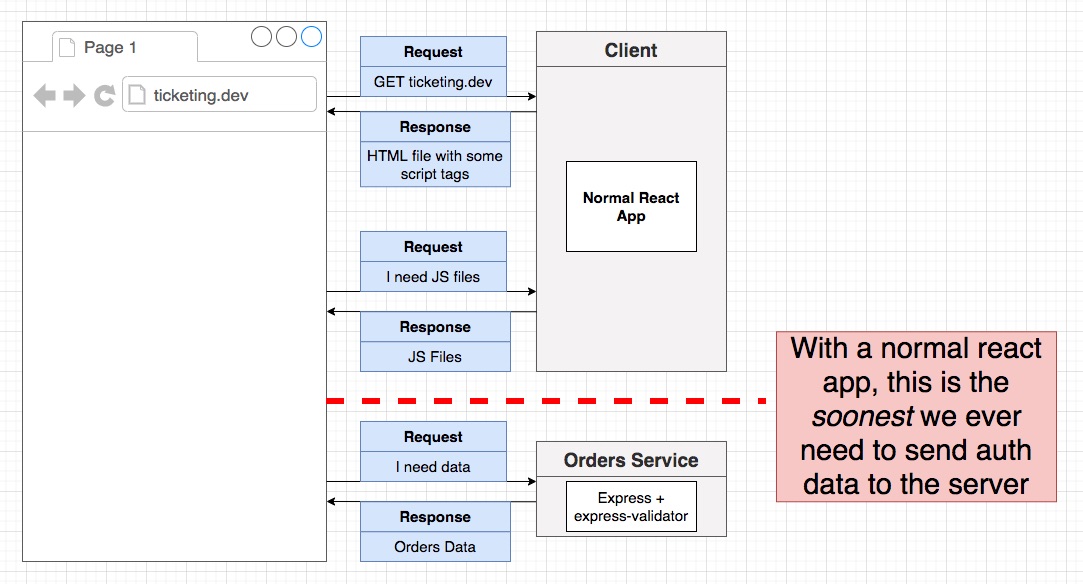 Page 1
ticketing.dev
Request
GET ticketing.dev
Response
HTML file with some
script tags
Request
I need JS files
Response
JS Files
Request
I need data
Response
Orders Data
Client
Normal React
App
Orders Service
Express +
express-validator
With a normal react
app, this is the
soonest we ever
need to send auth
data to the server